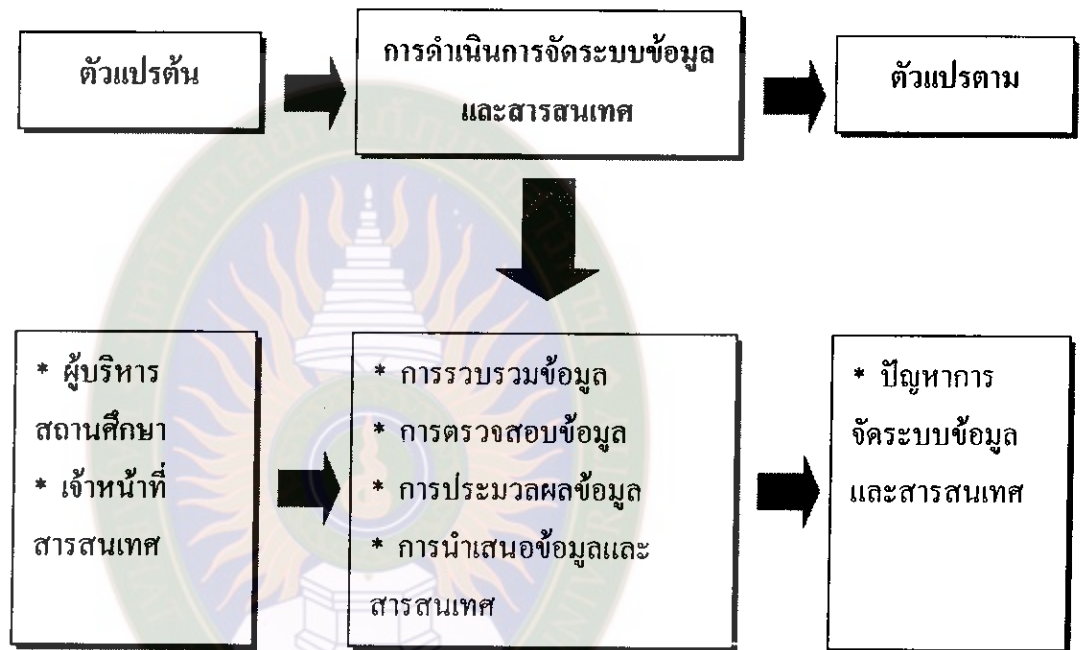 ตัวแปรต้น
การดำเนินการจัดระบบข้อมูล
และสารสนเทศ
ตัวแปรตาม
* ผู้บริหาร
สถานศึกษา
* เจ้าหน้าที่
สารสนเทศ
* การรวบรวมข้อมูล
* การตรวจสอบข้อมูล
* การประมวลผลข้อมูล
* การนำเสนอข้อมูลและ
สารสนเทศ
* ปัญหาการ
จัดระบบข้อมูล
และสารสนเทศ